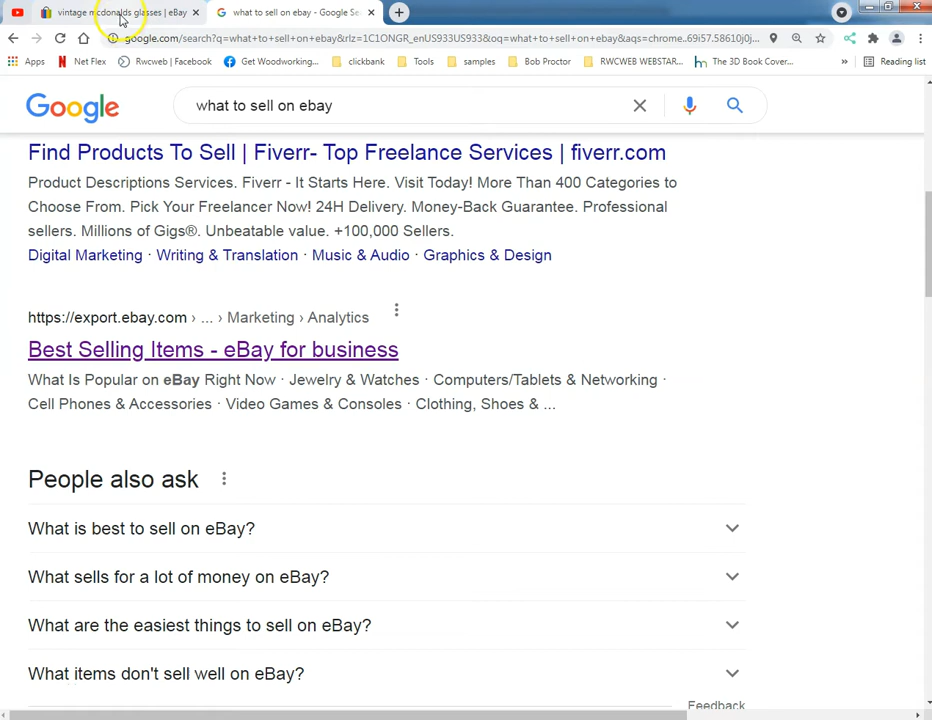 vintage mcdonalds glasses | eBay
what to sell on ebay - Google Se
google.com/search?q=what+to+sell+on+ebay&rlz=1C1ONGR_enUS933US933&oq=what+to+sell+on+ebay&aqs=chrome..69i57.58610j0j...
Apps
Net Flex
Rwcweb | Facebook
Get Woodworking...
clickbank
Tools
samples
Bob Proctor
RWCWEB WEBSTAR...
The 3D Book Cover...
»
Reading list
Google
what to sell on ebay
Find Products To Sell | Fiverr- Top Freelance Services | fiverr.com
Product Descriptions Services. Fiverr - It Starts Here. Visit Today! More Than 400 Categories to
Choose From. Pick Your Freelancer Now! 24H Delivery. Money-Back Guarantee. Professional
sellers. Millions of Gigs®. Unbeatable value. +100,000 Sellers.
Digital Marketing · Writing & Translation · Music & Audio · Graphics & Design
https://export.ebay.com › ... › Marketing › Analytics
Best Selling Items - eBay for business
What Is Popular on eBay Right Now · Jewelry & Watches · Computers/Tablets & Networking ·
Cell Phones & Accessories · Video Games & Consoles · Clothing, Shoes & ...
People also ask
What is best to sell on eBay?
What sells for a lot of money on eBay?
What are the easiest things to sell on eBay?
What items don't sell well on eBay?
Feedback